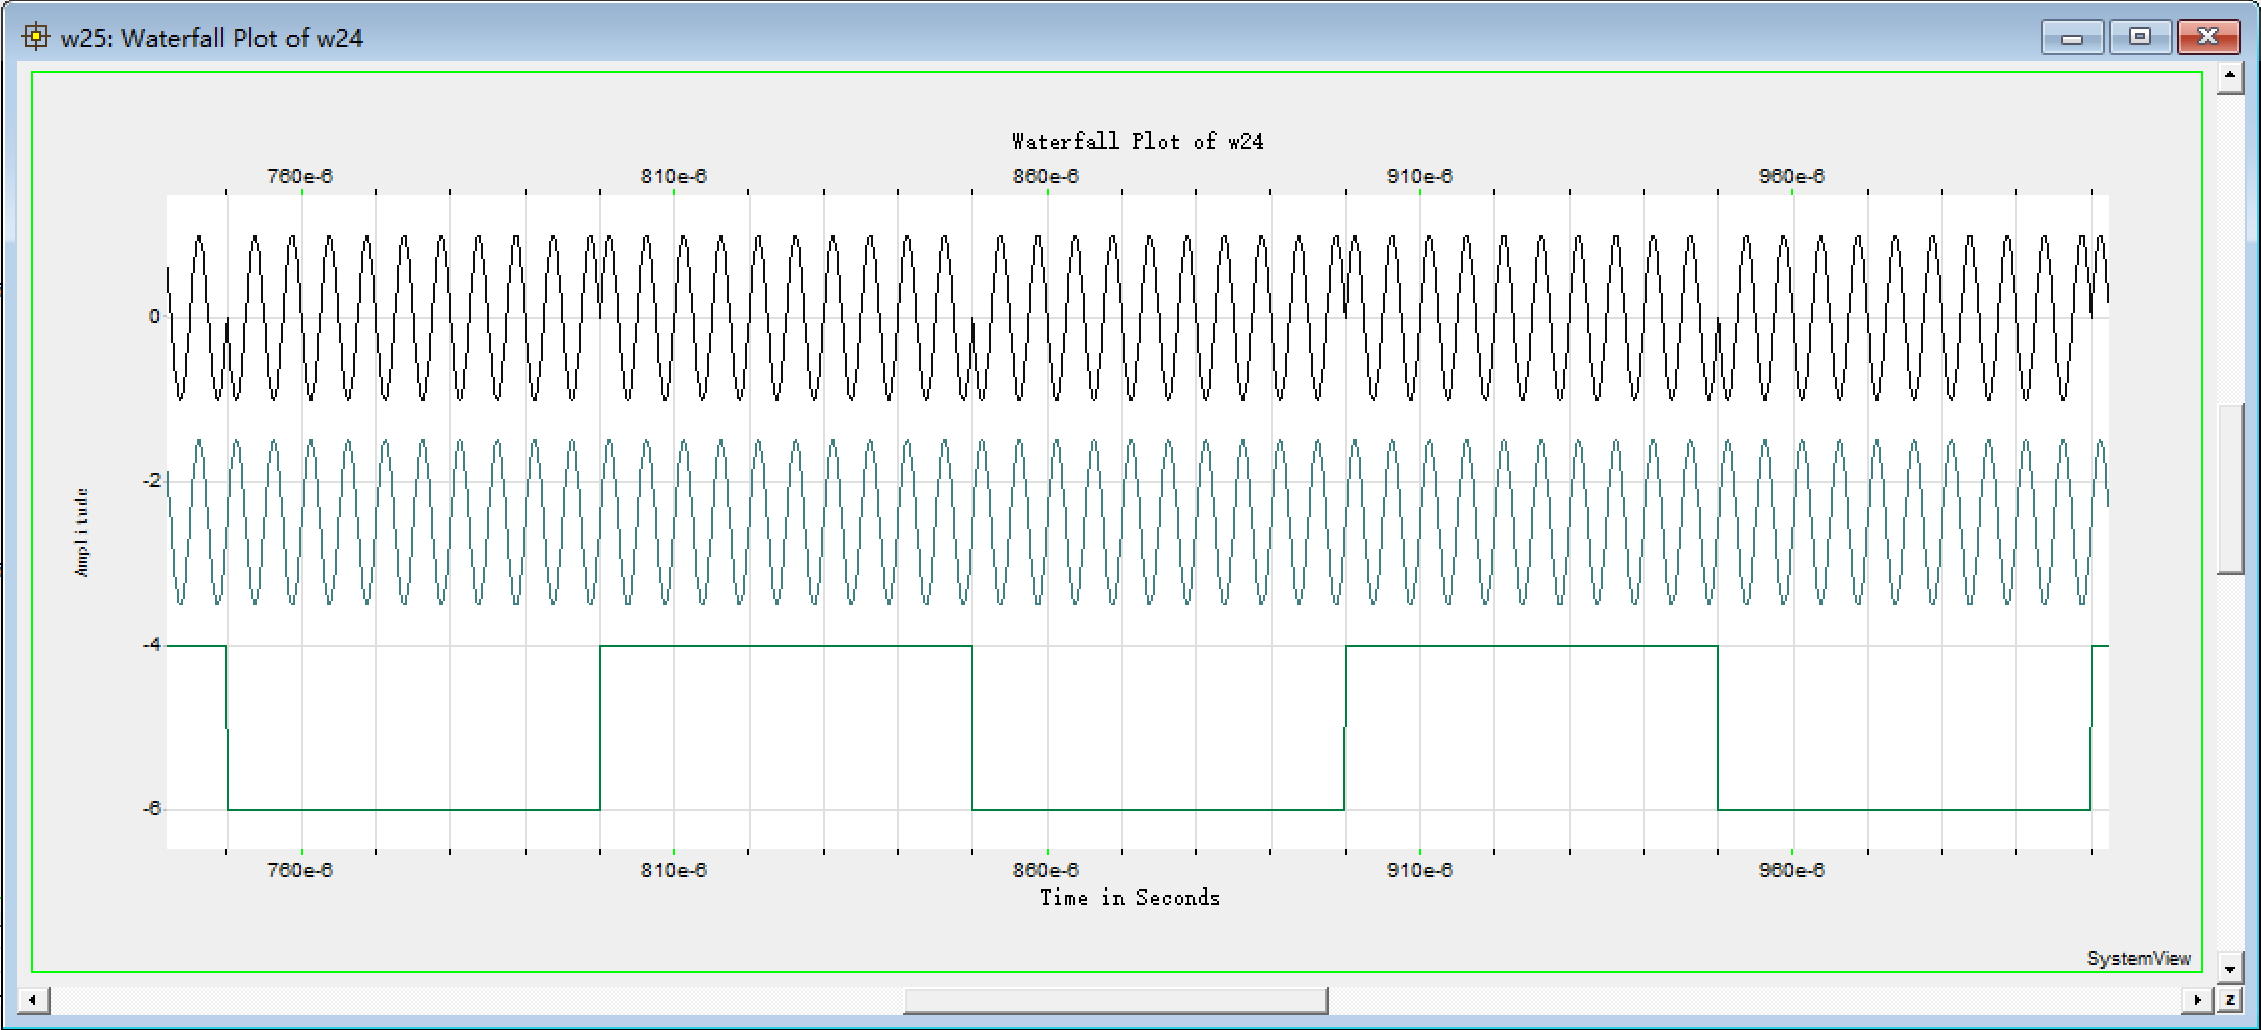 w25: Waterfall Plot of w24
Waterfall Plot of w24
760e-6 810e-6 860e-6 910e-6 960e-6
0
-2
Amplitude
-4
-6
760e-6 810e-6 860e-6 910e-6 960e-6
Time in Seconds
SystemView
z